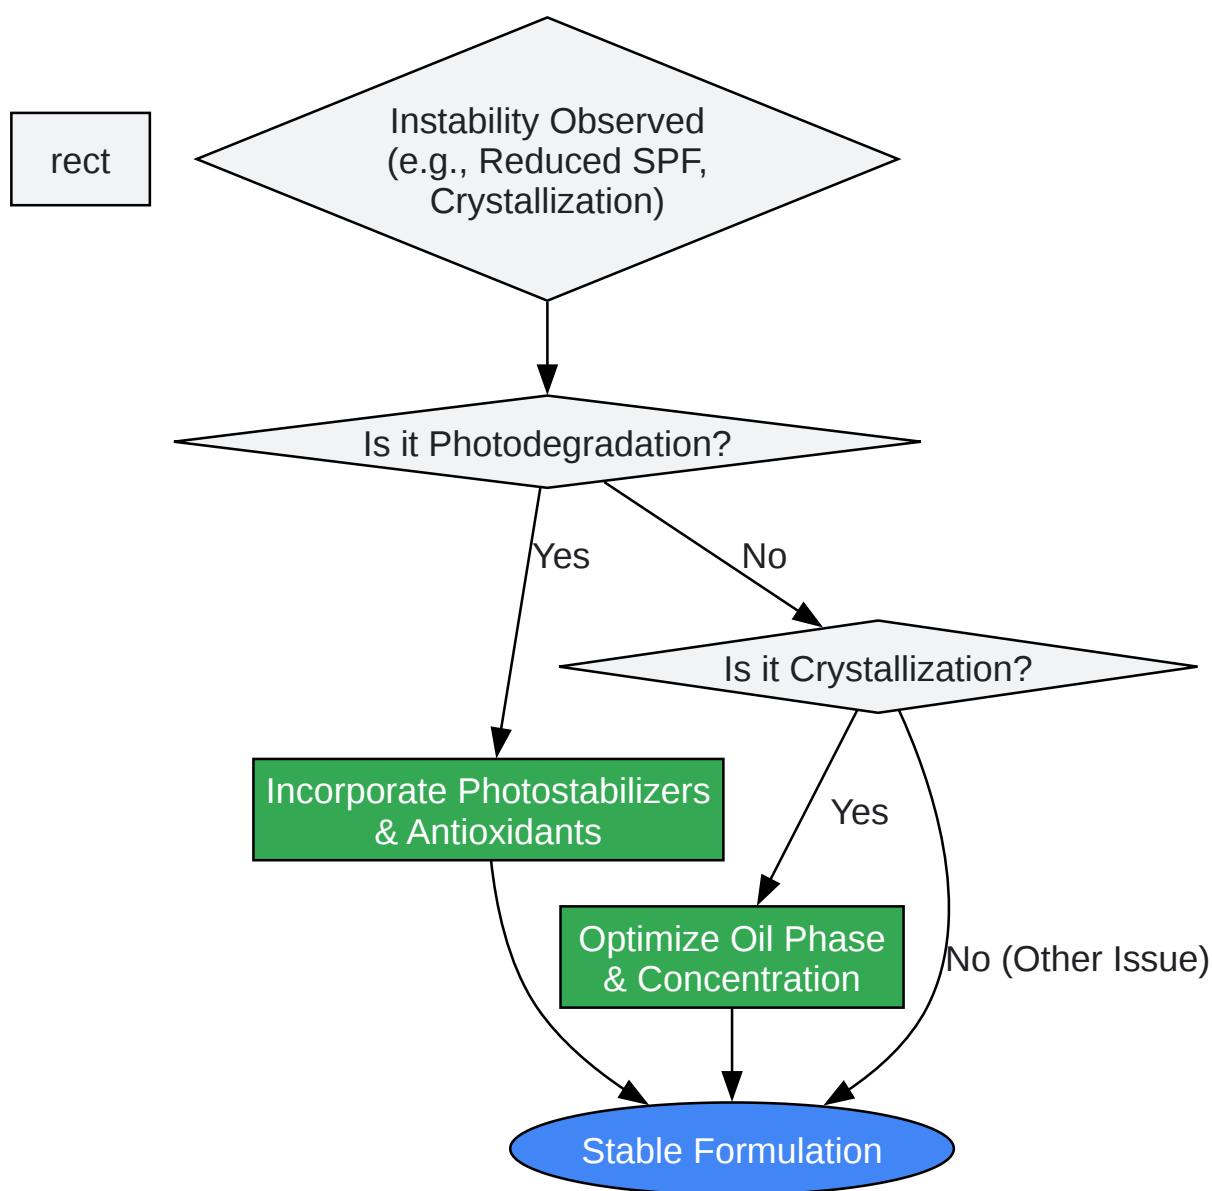 rect
Instability Observed
(e.g., Reduced SPF,
Crystallization)
Is it Photodegradation?
Yes
No
Is it Crystallization?
Incorporate Photostabilizers
& Antioxidants
Yes
Optimize Oil Phase
& Concentration
No (Other Issue)
Stable Formulation